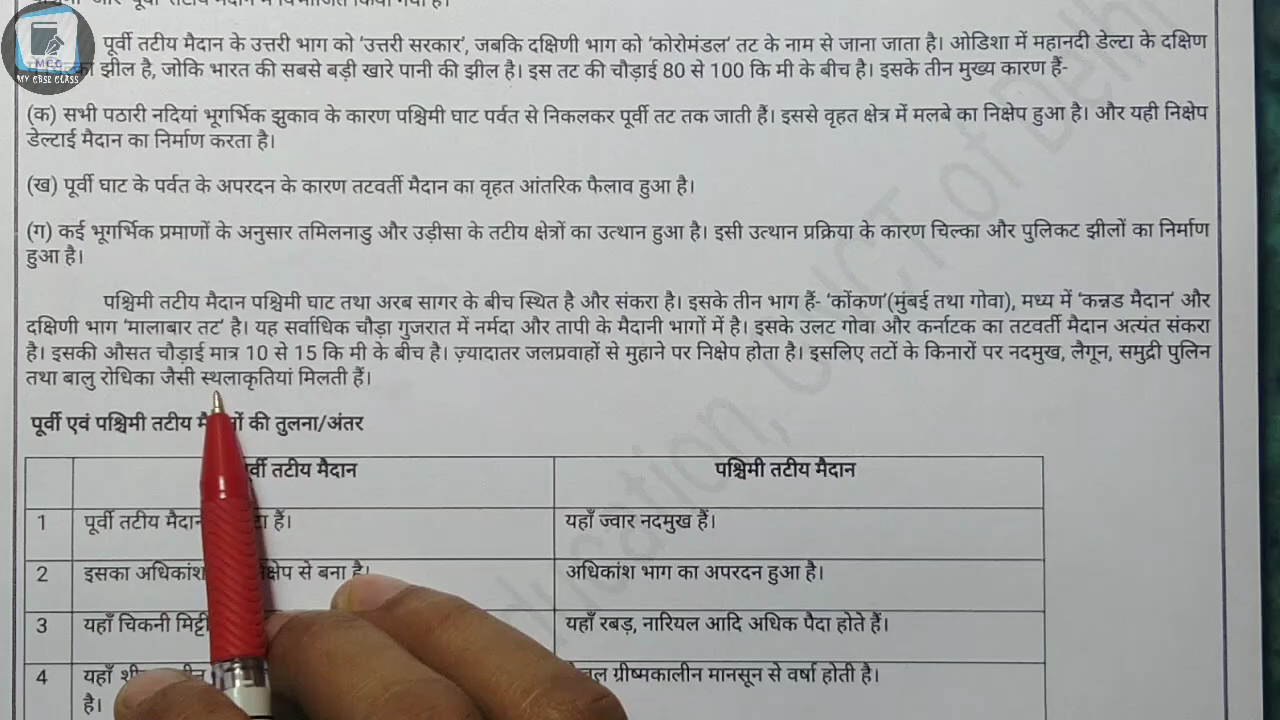 पूर्वी तटीय मैदान के उत्तरी भाग को 'उत्तरी सरकार', जबकि दक्षिणी भाग को 'कोरोमंडल' तट के नाम से जाना जाता है। ओडिशा में महानदी डेल्टा के दक्षिण
MCC
MY CBSE CLASS
झील है, जोकि भारत की सबसे बड़ी खारे पानी की झील है। इस तट की चौड़ाई 80 से 100 कि मी के बीच है। इसके तीन मुख्य कारण हैं-
(क) सभी पठारी नदियां भूगर्भिक झुकाव के कारण पश्चिमी घाट पर्वत से निकलकर पूर्वी तट तक जाती हैं। इससे वृहत क्षेत्र में मलबे का निक्षेप हुआ है। और यही निक्षेप
डेल्टाई मैदान का निर्माण करता है।
(ख) पूर्वी घाट के पर्वत के अपरदन के कारण तटवर्ती मैदान का वृहत आंतरिक फैलाव हुआ है।
(ग) कई भूगर्भिक प्रमाणों के अनुसार तमिलनाडु और उड़ीसा के तटीय क्षेत्रों का उत्थान हुआ है। इसी उत्थान प्रक्रिया के कारण चिल्का और पुलिकट झीलों का निर्माण
हुआ है।
पश्चिमी तटीय मैदान पश्चिमी घाट तथा अरब सागर के बीच स्थित है और संकरा है। इसके तीन भाग हैं- 'कोंकण'(मुंबई तथा गोवा), मध्य में 'कन्नड मैदान' और
दक्षिणी भाग 'मालाबार तट' है। यह सर्वाधिक चौड़ा गुजरात में नर्मदा और तापी के मैदानी भागों में है। इसके उलट गोवा और कर्नाटक का तटवर्ती मैदान अत्यंत संकरा
है। इसकी औसत चौड़ाई मात्र 10 से 15 कि मी के बीच है। ज़्यादातर जलप्रवाहों से मुहाने पर निक्षेप होता है। इसलिए तटों के किनारों पर नदमुख, लैगून, समुद्री पुलिन
तथा बालु रोधिका जैसी स्थलाकृतियां मिलती हैं।
पूर्वी एवं पश्चिमी तटीय की तुलना/अंतर
तटीय मैदान पश्चिमी तटीय मैदान
1 पूर्वी तटीय हैं। यहाँ ज्वार नदमुख हैं।
2 इसका से बना है। अधिकांश भाग का अपरदन हुआ है।
3 यहाँ चिकनी यहाँ रबड़, नारियल आदि अधिक पैदा होते हैं।
4 यहाँ ग्रीष्मकालीन मानसून से वर्षा होती है।
है।